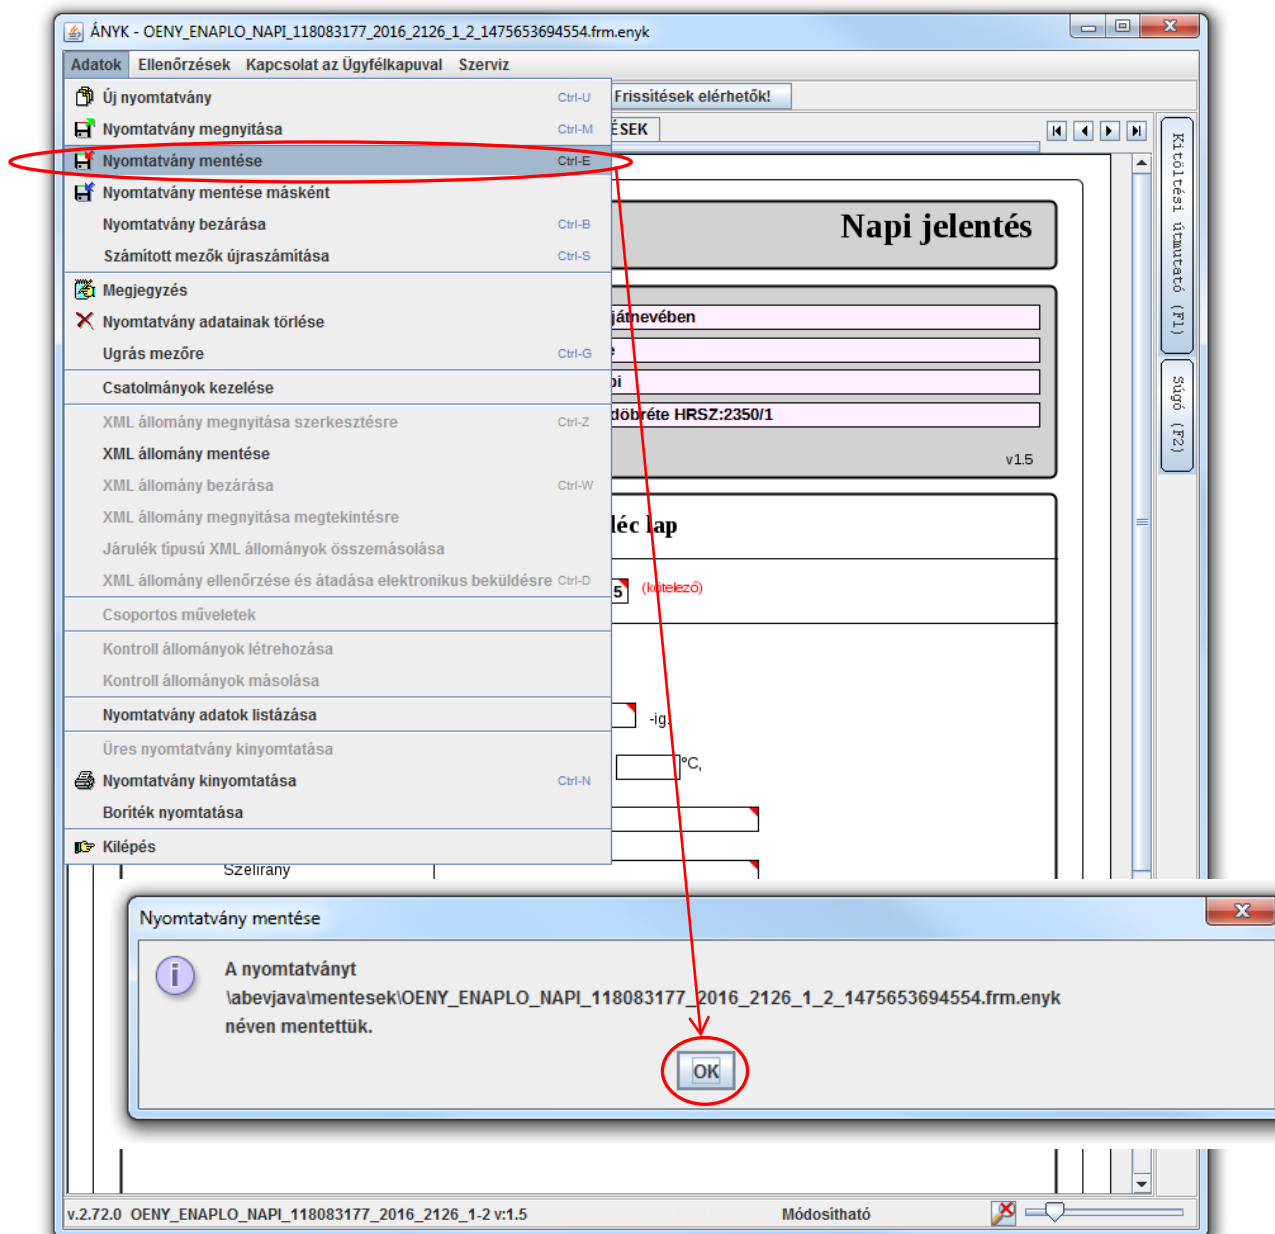 ÁNYK - OENY_ENAPLO_NAPI_118083177_2016_2126_1_2_1475653694554.frm.enyk
Adatok Ellenőrzések Kapcsolat az Ügyfélkapuval Szerviz
Új nyomtatvány Ctrl-U
Frissítések elérhetők!
Nyomtatvány megnyitása Ctrl-M
ÉSEK
Nyomtatvány mentése Ctrl-E
Nyomtatvány mentése másként
Nyomtatvány bezárása Ctrl-B
Számított mezők újraszámítása Ctrl-S
Megjegyzés
Nyomtatvány adatainak törlése
Ugrás mezőre Ctrl-G
Csatolmányok kezelése
XML állomány megnyitása szerkesztésre Ctrl-Z
XML állomány mentése
XML állomány bezárása Ctrl-W
XML állomány megnyitása megtekintésre
Járulék típusú XML állományok összemásolása
XML állomány ellenőrzése és átadása elektronikus beküldésre Ctrl-D
Csoportos műveletek
Kontroll állományok létrehozása
Kontroll állományok másolása
Nyomtatvány adatok listázása
Üres nyomtatvány kinyomtatása
Nyomtatvány kinyomtatása Ctrl-N
Boríték nyomtatása
Kilépés
Napi jelentés
játnevében
pi
döbréte HRSZ:2350/1
v1.5
léc lap
5 (kötelező)
-ig.
°C,
Szélirány
Kitöltési útmutató (F1)
Súgó (F2)
Nyomtatvány mentése
A nyomtatványt
\abevjava\mentesek\OENY_ENAPLO_NAPI_118083177_2016_2126_1_2_1475653694554.frm.enyk
néven mentettük.
OK
v.2.72.0 OENY_ENAPLO_NAPI_118083177_2016_2126_1-2 v:1.5 Módosítható